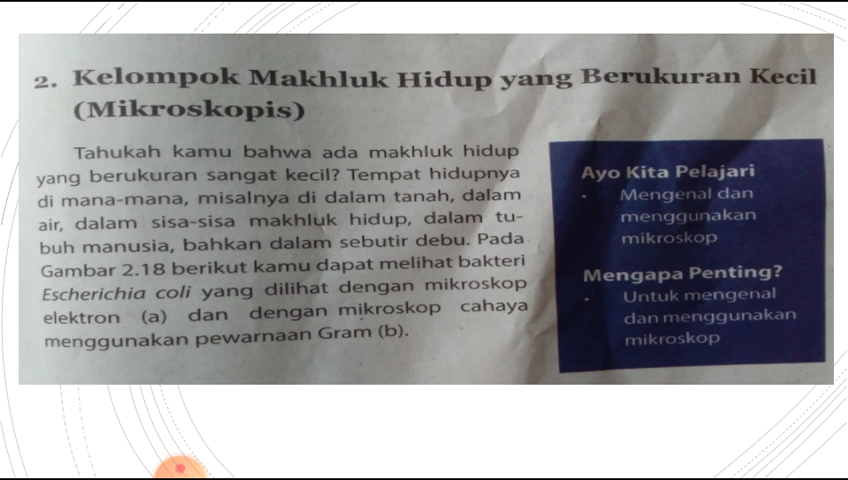 2. Kelompok Makhluk Hidup yang Berukuran Kecil
(Mikroskopis)
Tahukah kamu bahwa ada makhluk hidup
yang berukuran sangat kecil? Tempat hidupnya
di mana-mana, misalnya di dalam tanah, dalam
air, dalam sisa-sisa makhluk hidup, dalam tu-
buh manusia, bahkan dalam sebutir debu. Pada
Gambar 2.18 berikut kamu dapat melihat bakteri
Escherichia coli yang dilihat dengan mikroskop
elektron (a) dan dengan mikroskop cahaya
menggunakan pewarnaan Gram (b).
Ayo Kita Pelajari
• Mengenal dan
menggunakan
mikroskop
Mengapa Penting?
• Untuk mengenal
dan menggunakan
mikroskop